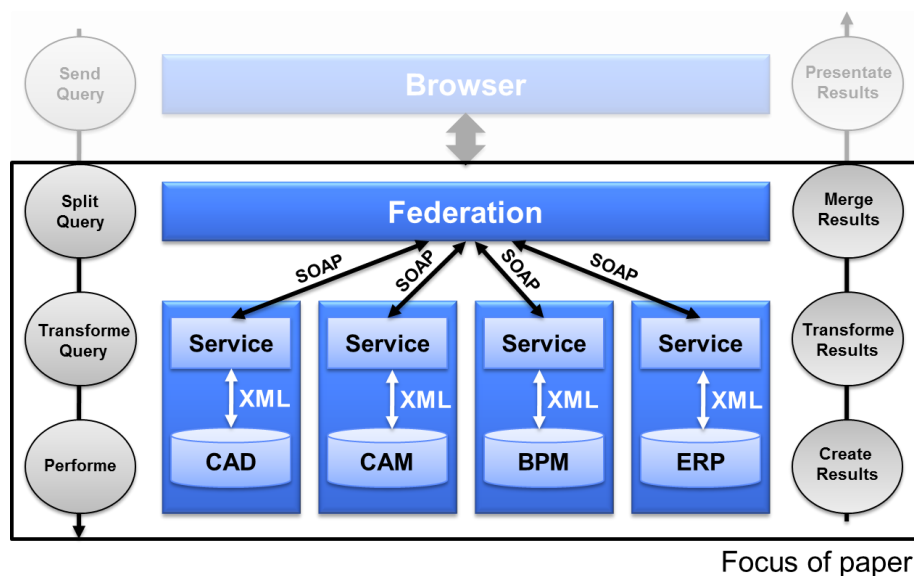 Send
Query
Browser
Presentate
Results
Split
Query
Federation
Merge
Results
SOAP
SOAP
SOAP
SOAP
Transforme
Query
Service
Service
Service
Service
Transforme
Results
XML
XML
XML
XML
Performe
CAD
CAM
BPM
ERP
Create
Results
Focus of paper